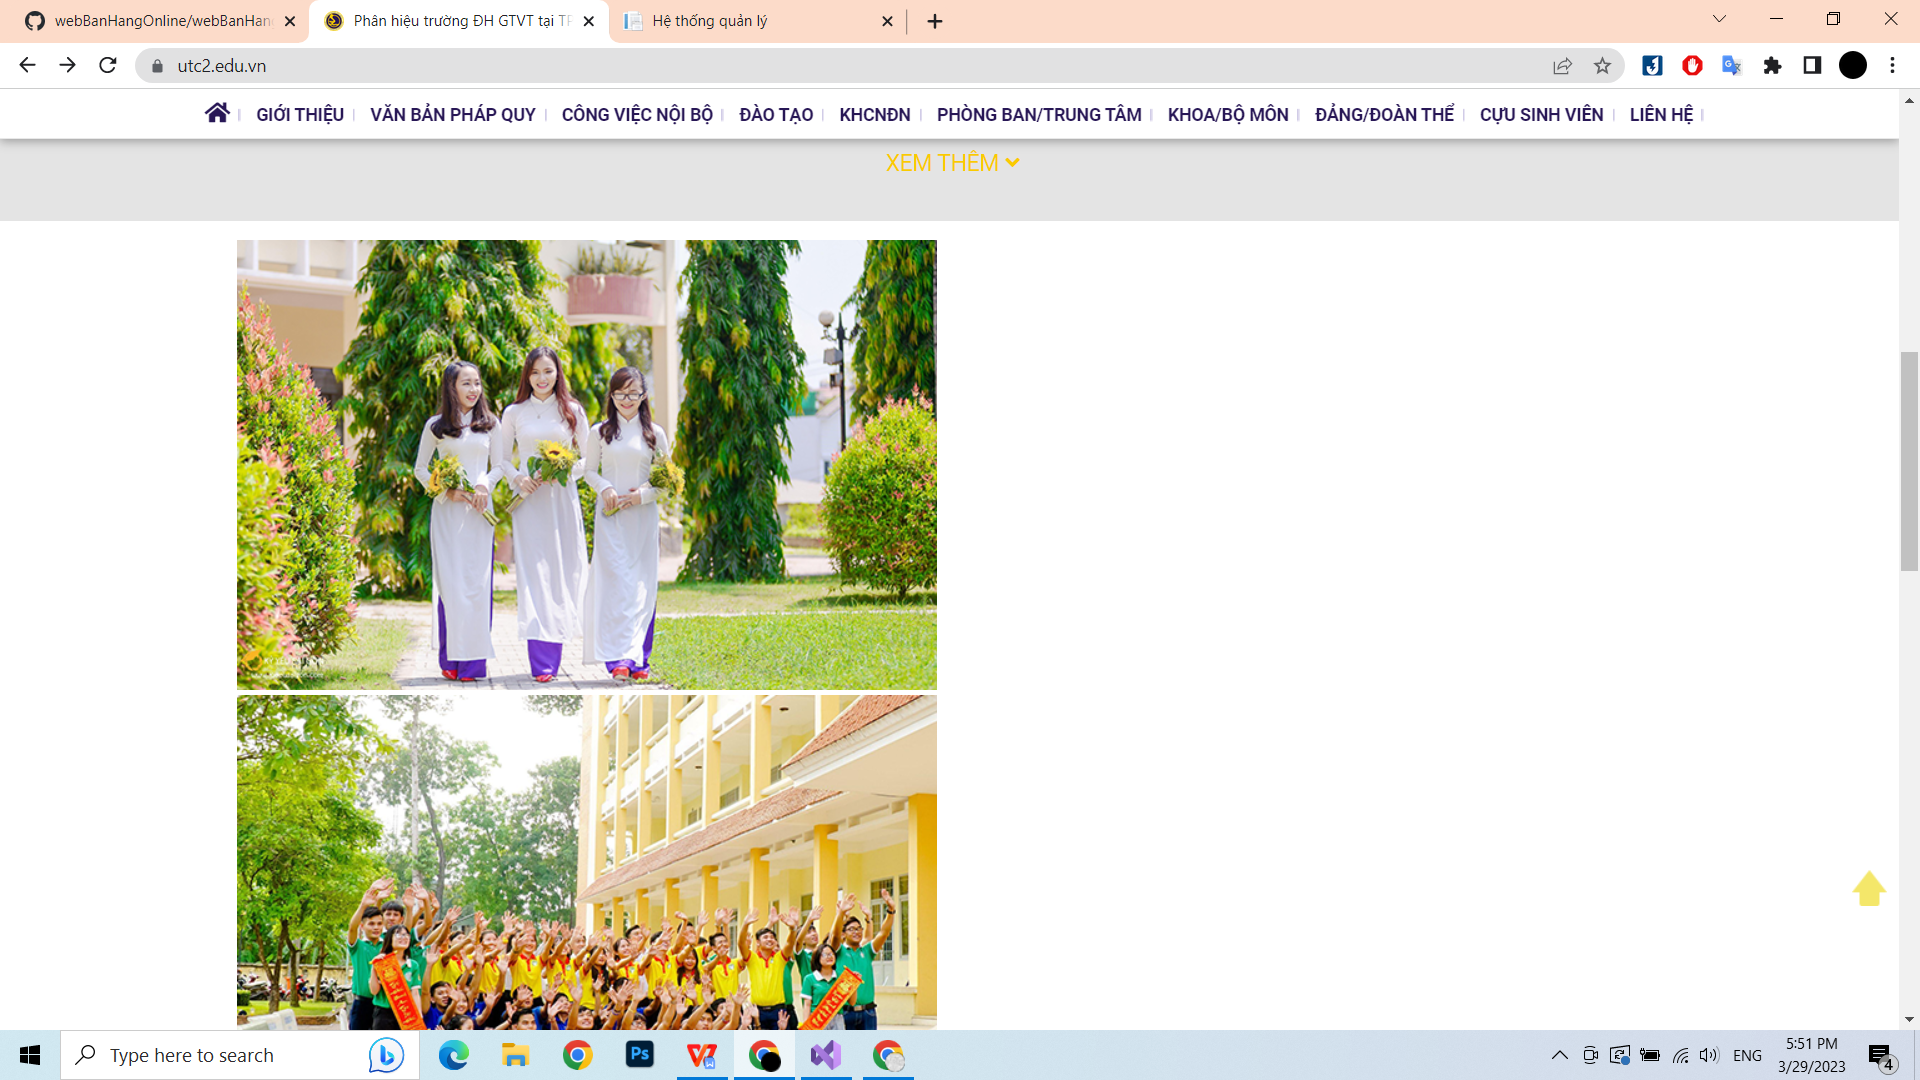 webBanHangOnline/webBanHan
Phân hiệu trường ĐH GTVT tại TP
Hệ thống quản lý
utc2.edu.vn
GIỚI THIỆU
VĂN BẢN PHÁP QUY
CÔNG VIỆC NỘI BỘ
ĐÀO TẠO
KHCNĐN
PHÒNG BAN/TRUNG TÂM
KHOA/BỘ MÔN
ĐẢNG/ĐOÀN THỂ
CỰU SINH VIÊN
LIÊN HỆ
XEM THÊM
Type here to search
Ps
ENG
5:51 PM
3/29/2023
4